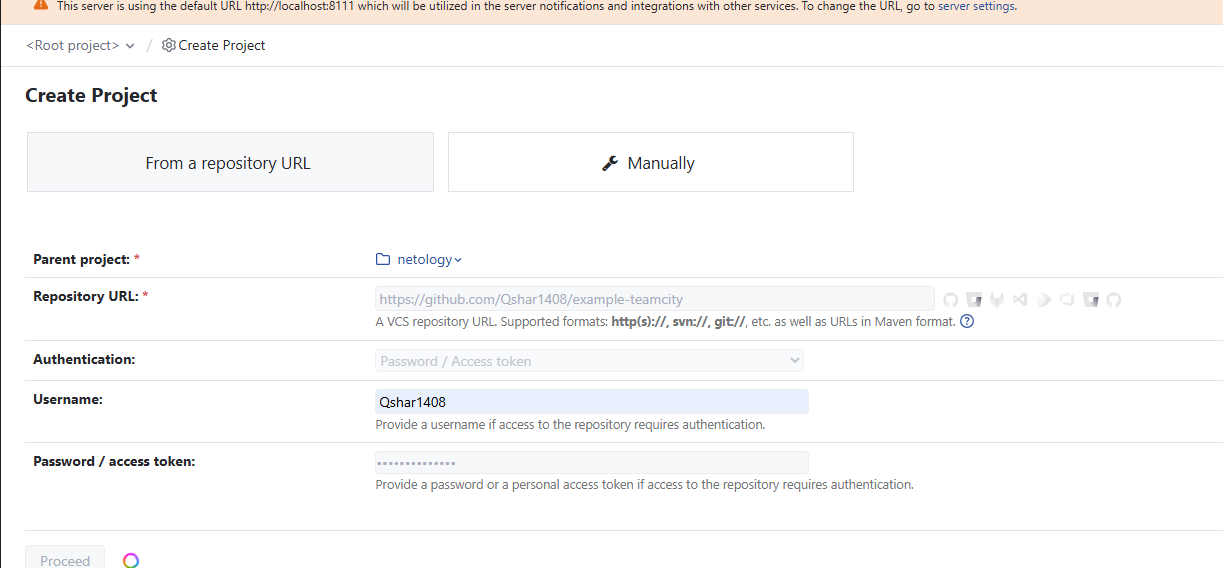 This server is using the default URL http://localhost:8111 which will be utilized in the server notifications and integrations with other services. To change the URL, go to server settings.
<Root project> / Create Project
Create Project
From a repository URL
Manually
Parent project: *
netology
Repository URL: *
https://github.com/Qshar1408/example-teamcity
A VCS repository URL. Supported formats: http(s)://, svn://, git://, etc. as well as URLs in Maven format. ?
Authentication:
Password / Access token
Username:
Qshar1408
Provide a username if access to the repository requires authentication.
Password / access token:
••••••••••••••
Provide a password or a personal access token if access to the repository requires authentication.
Proceed